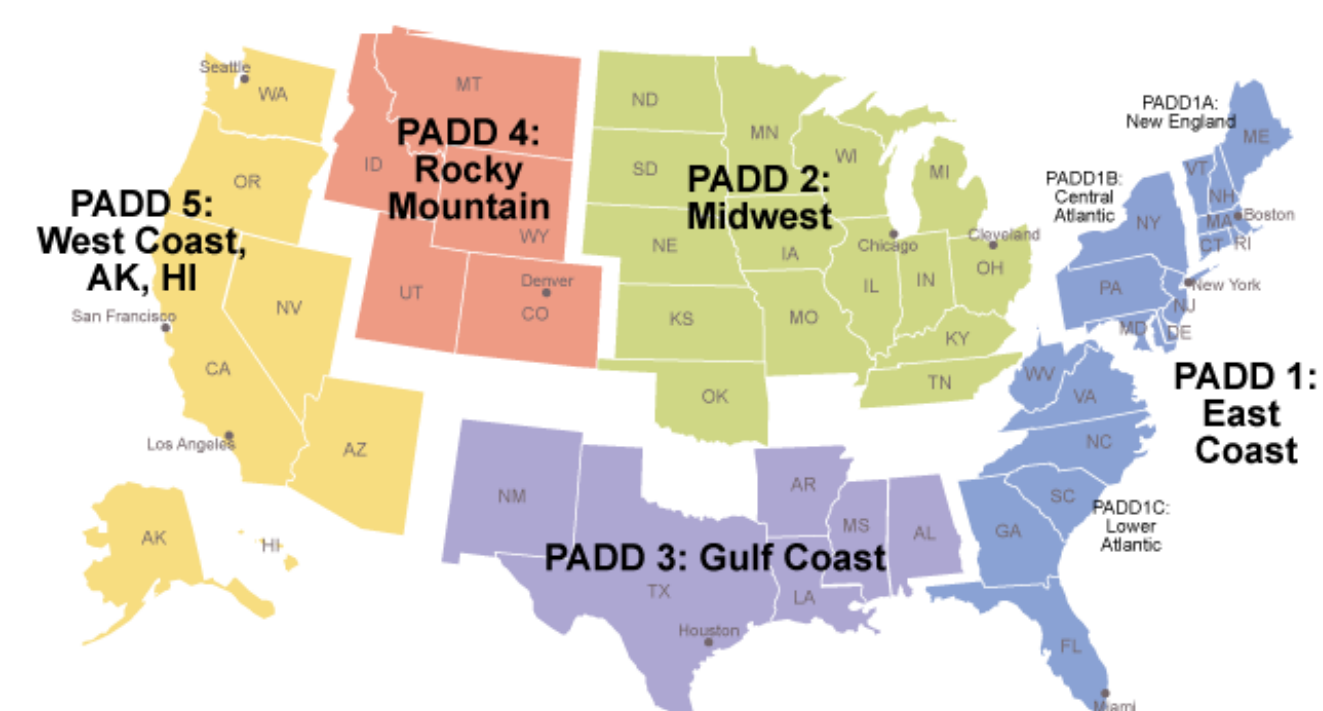 Seattle
WA
OR
PADD 5:
West Coast,
AK, HI
San Francisco
NV
CA
Los Angeles
AZ
AK
HI
MT
PADD 4:
Rocky
Mountain
ID
WY
UT
Denver
CO
ND
MN
SD
WI
MI
PADD 2:
Midwest
NE
IA
Chicago
Cleveland
IL
IN
OH
KS
MO
KY
OK
TN
NM
AR
MS
AL
PADD 3: Gulf Coast
TX
LA
Houston
PADD1A:
New England
ME
VT
NH
MA
Boston
CT
RI
PADD1B:
Central
Atlantic
NY
New York
PA
NJ
MD
DE
PADD 1:
East
Coast
WV
VA
NC
SC
PADD1C:
Lower
Atlantic
GA
FL
Miami